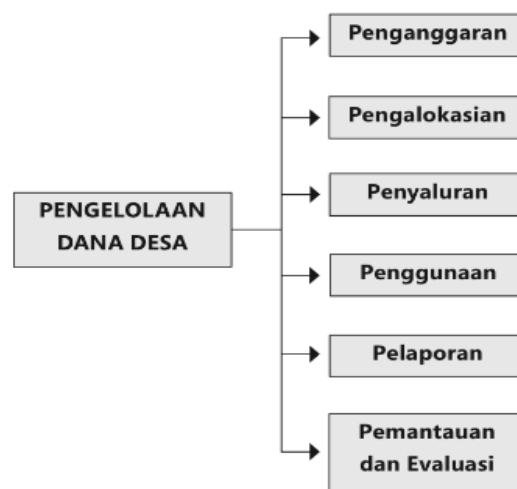 PENGELOLAAN
DANA DESA
Penganggaran
Pengalokasian
Penyaluran
Penggunaan
Pelaporan
Pemantauan
dan Evaluasi